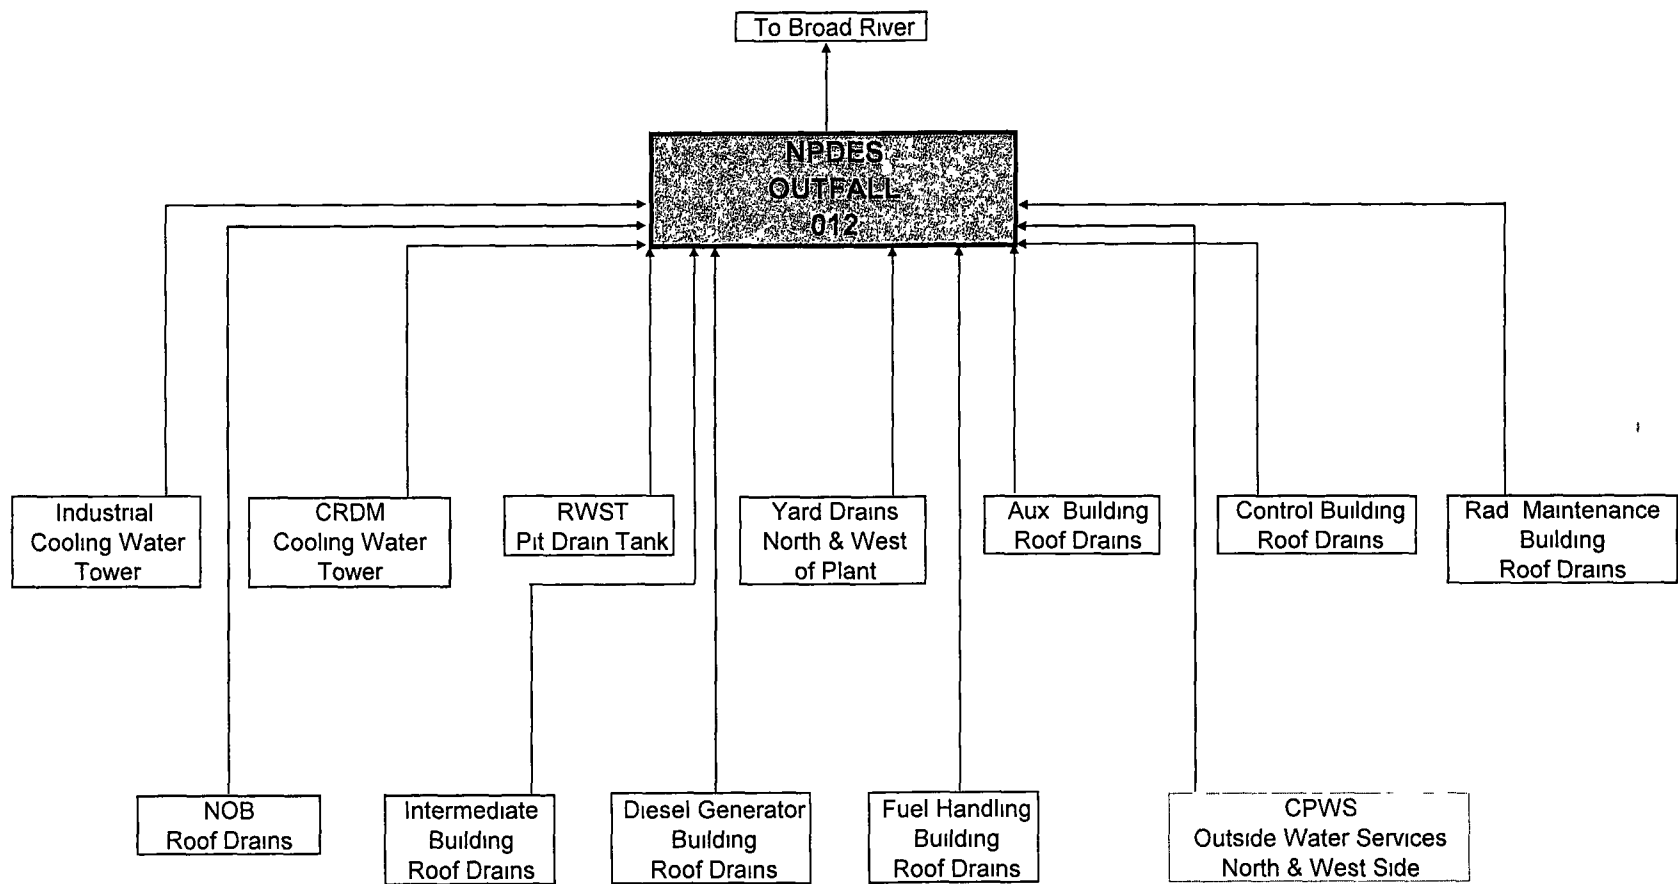 To Broad River
NPDES
OUTFALL
012
Industrial
Cooling Water
Tower
CRDM
Cooling Water
Tower
RWST
Pit Drain Tank
Yard Drains
North & West
of Plant
Aux Building
Roof Drains
Control Building
Roof Drains
Rad Maintenance
Building
Roof Drains
NOB
Roof Drains
Intermediate
Building
Roof Drains
Diesel Generator
Building
Roof Drains
Fuel Handling
Building
Roof Drains
CPWS
Outside Water Services
North & West Side